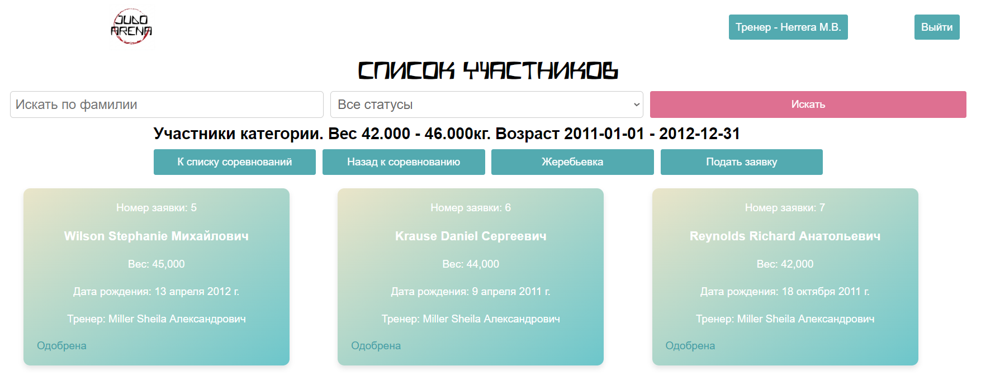 JUDO
ARENA
Тренер - Herrera M.B.
Выйти
СПИСОК УЧАСТНИКОВ
Искать по фамилии
Все статусы
Искать
Участники категории. Вес 42.000 - 46.000кг. Возраст 2011-01-01 - 2012-12-31
К списку соревнований
Назад к соревнованию
Жеребьевка
Подать заявку
Номер заявки: 5
Wilson Stephanie Михайлович
Вес: 45,000
Дата рождения: 13 апреля 2012 г.
Тренер: Miller Sheila Александрович
Одобрена
Номер заявки: 6
Krause Daniel Сергеевич
Вес: 44,000
Дата рождения: 9 апреля 2011 г.
Тренер: Miller Sheila Александрович
Одобрена
Номер заявки: 7
Reynolds Richard Анатольевич
Вес: 42,000
Дата рождения: 18 октября 2011 г.
Тренер: Miller Sheila Александрович
Одобрена